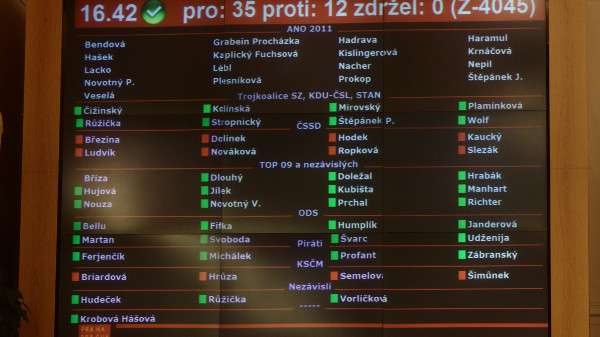 16.42 pro: 35 proti: 12 zdržel: 0 (Z-4045)
ANO 2011
Bendová Grabein Procházka Hadrava Haramul
Hašek Kaplický Fuchsová Kislingerová Krnáčová
Lacko Lébl Nacher Nepil
Novotný P. Plesníková Prokop Štěpánek J.
Veselá
Trojkoalice SZ, KDU-ČSL, STAN
Čižinský Kolínská Mirovský Plamínková
Růžička Stropnický Štěpánek P. Wolf
ČSSD
Březina Dolínek Hodek Kaucký
Ludvík Nováková Ropková Slezák
TOP 09 a nezávislých
Bříza Dlouhý Doležal Hrabák
Hujová Jílek Kubišta Manhart
Nouza Novotný V. Prchal Richter
ODS
Bellu Fifka Humplík Janderová
Martan Svoboda Švarc Udženija
Piráti
Ferjenčík Michálek Profant Zábranský
KSČM
Briardová Hrůza Semelová Šimůnek
Nezávislí
Hudeček Růžička Vorlíčková
-----
Krobová Hášová
PRA HA